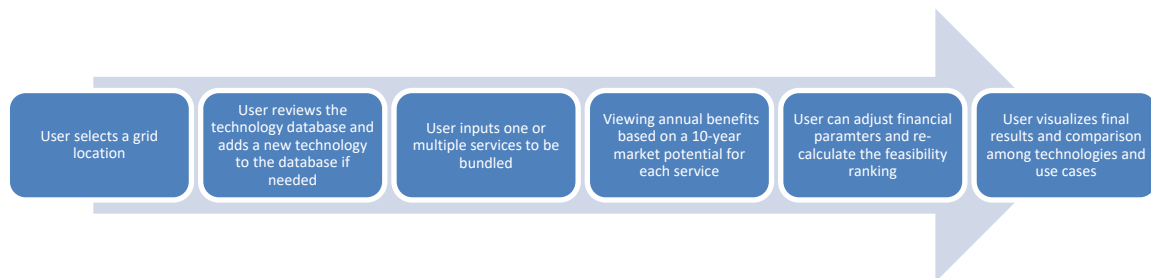 User selects a grid
location
User reviews the
technology database and
adds a new technology
to the database if
needed
User inputs one or
multiple services to be
bundled
Viewing annual benefits
based on a 10-year
market potential for
each service
User can adjust financial
paramters and re-
calculate the feasibility
ranking
User visualizes final
results and comparison
among technologies and
use cases